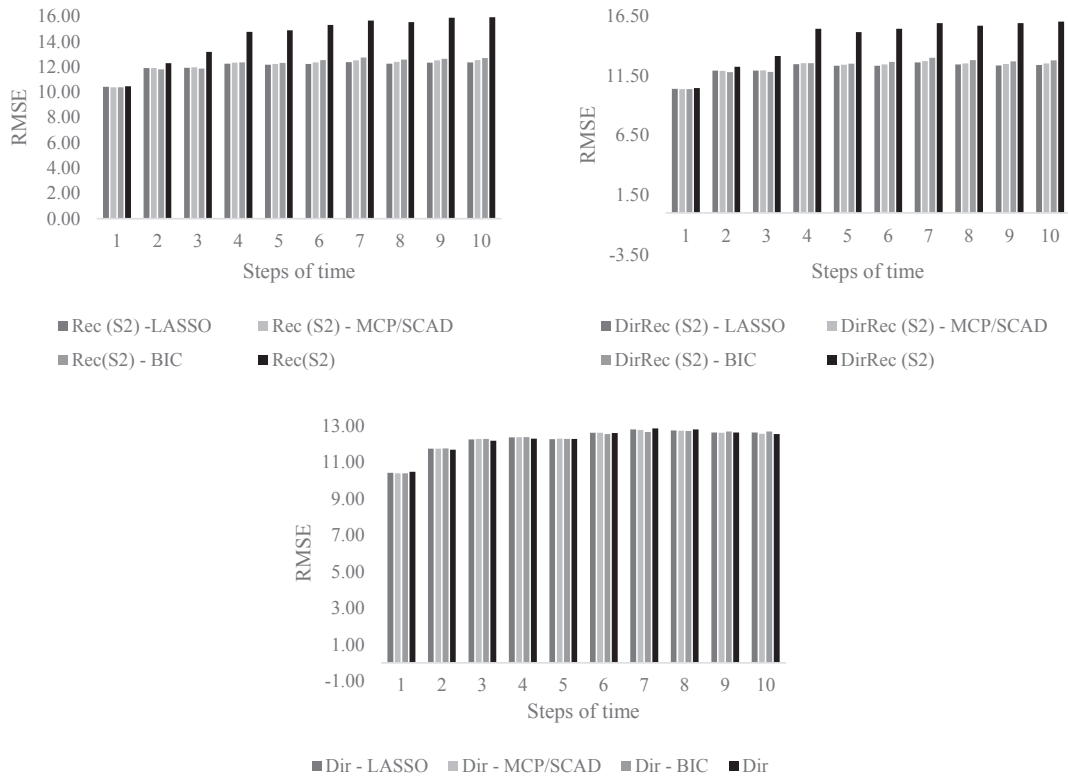 16.00
14.00
12.00
10.00
8.00
6.00
4.00
2.00
0.00
RMSE
1 2 3 4 5 6 7 8 9 10
Steps of time
Rec (S2) -LASSO Rec (S2) - MCP/SCAD
Rec(S2) - BIC Rec(S2)
16.50
11.50
6.50
1.50
-3.50
RMSE
1 2 3 4 5 6 7 8 9 10
Steps of time
DirRec (S2) - LASSO DirRec (S2) - MCP/SCAD
DirRec (S2) - BIC DirRec (S2)
13.00
11.00
9.00
7.00
5.00
3.00
1.00
-1.00
RMSE
1 2 3 4 5 6 7 8 9 10
Steps of time
Dir - LASSO Dir - MCP/SCAD Dir - BIC Dir